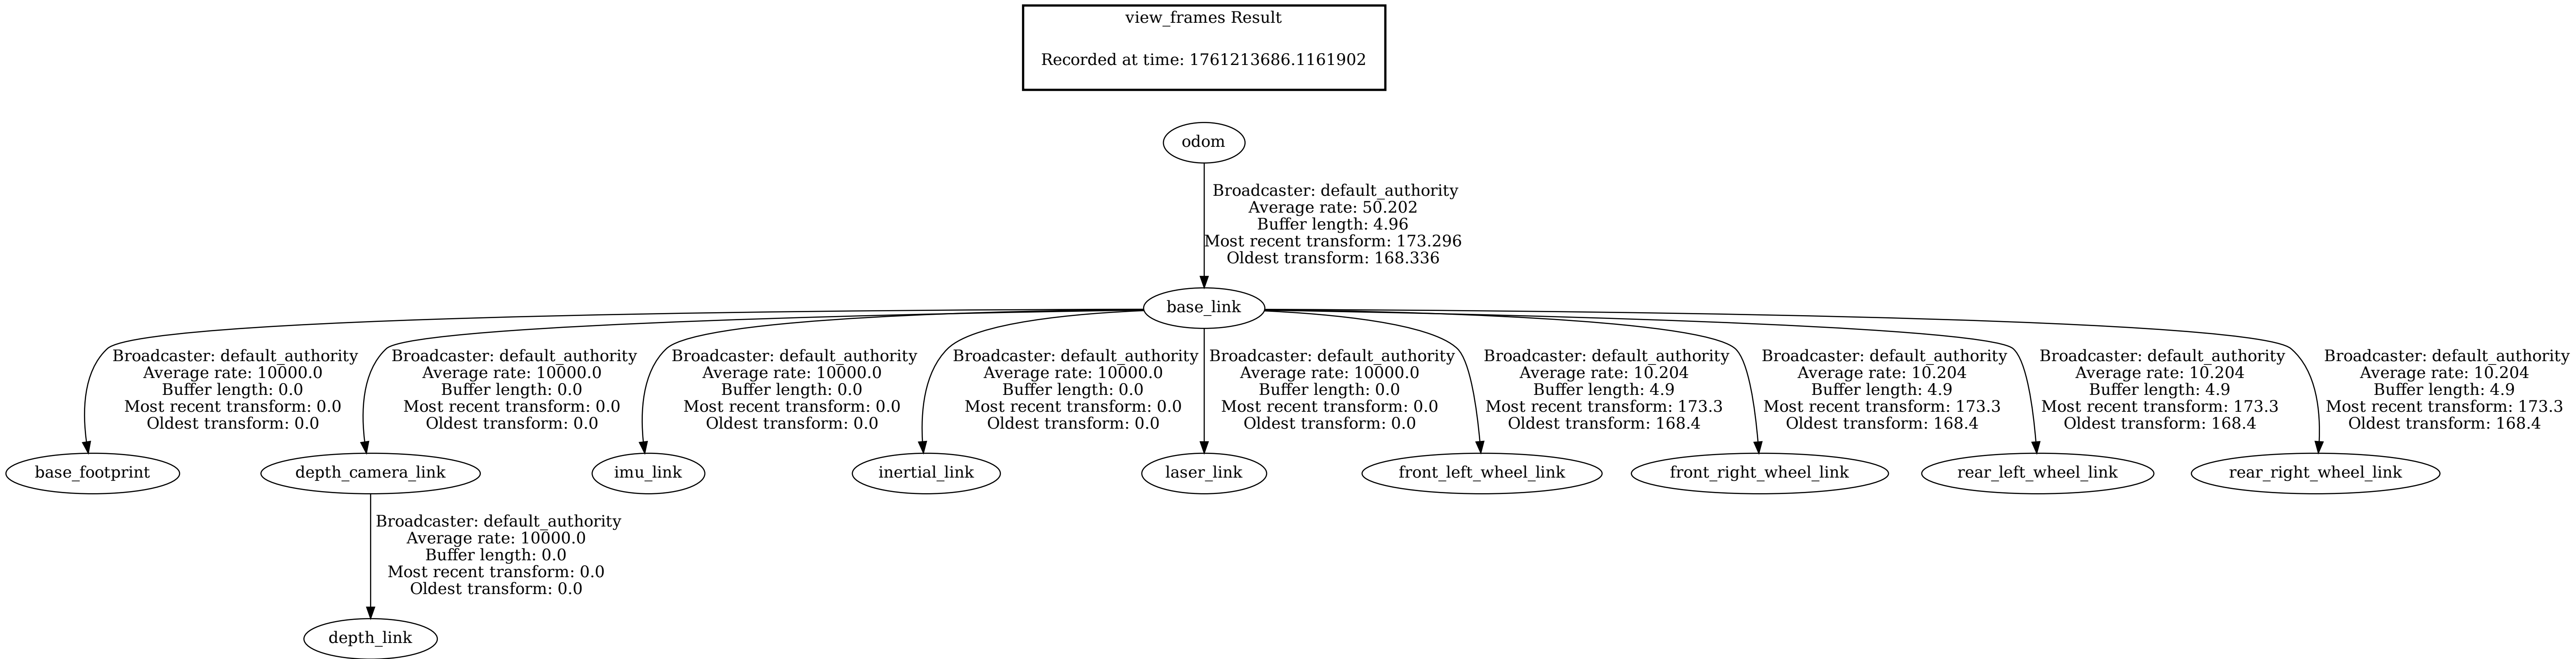 view_frames Result
Recorded at time: 1761213686.1161902
odom
Broadcaster: default_authority
Average rate: 50.202
Buffer length: 4.96
Most recent transform: 173.296
Oldest transform: 168.336
base_link
Broadcaster: default_authority
Average rate: 10000.0
Buffer length: 0.0
Most recent transform: 0.0
Oldest transform: 0.0
Broadcaster: default_authority
Average rate: 10000.0
Buffer length: 0.0
Most recent transform: 0.0
Oldest transform: 0.0
Broadcaster: default_authority
Average rate: 10000.0
Buffer length: 0.0
Most recent transform: 0.0
Oldest transform: 0.0
Broadcaster: default_authority
Average rate: 10000.0
Buffer length: 0.0
Most recent transform: 0.0
Oldest transform: 0.0
Broadcaster: default_authority
Average rate: 10000.0
Buffer length: 0.0
Most recent transform: 0.0
Oldest transform: 0.0
Broadcaster: default_authority
Average rate: 10.204
Buffer length: 4.9
Most recent transform: 173.3
Oldest transform: 168.4
Broadcaster: default_authority
Average rate: 10.204
Buffer length: 4.9
Most recent transform: 173.3
Oldest transform: 168.4
Broadcaster: default_authority
Average rate: 10.204
Buffer length: 4.9
Most recent transform: 173.3
Oldest transform: 168.4
Broadcaster: default_authority
Average rate: 10.204
Buffer length: 4.9
Most recent transform: 173.3
Oldest transform: 168.4
base_footprint
depth_camera_link
imu_link
inertial_link
laser_link
front_left_wheel_link
front_right_wheel_link
rear_left_wheel_link
rear_right_wheel_link
Broadcaster: default_authority
Average rate: 10000.0
Buffer length: 0.0
Most recent transform: 0.0
Oldest transform: 0.0
depth_link